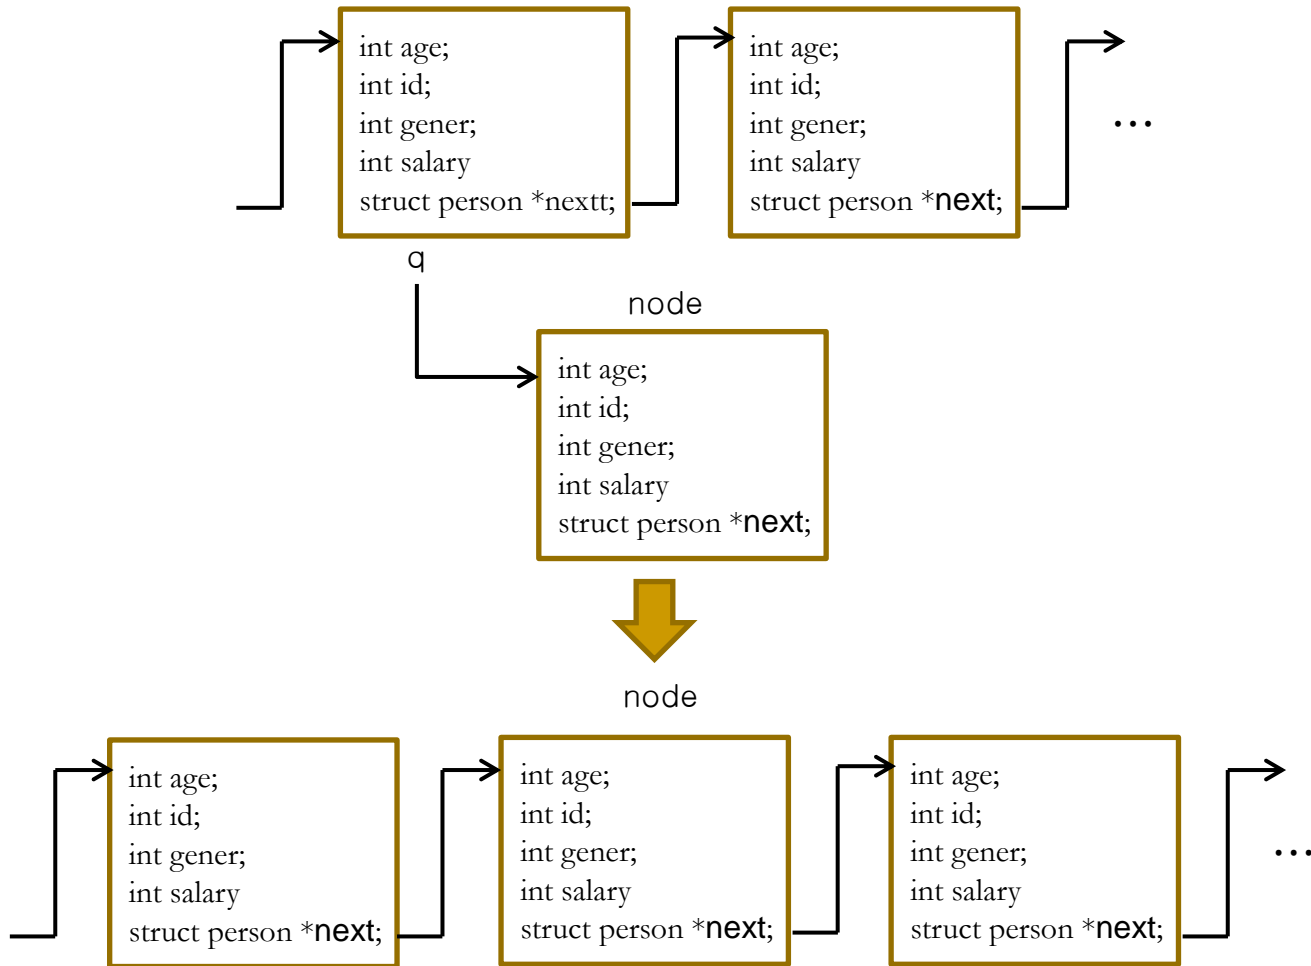 int age;
int id;
int gener;
int salary
struct person *nextt;
int age;
int id;
int gener;
int salary
struct person *next;
...
q
node
int age;
int id;
int gener;
int salary
struct person *next;
node
int age;
int id;
int gener;
int salary
struct person *next;
int age;
int id;
int gener;
int salary
struct person *next;
int age;
int id;
int gener;
int salary
struct person *next;
...